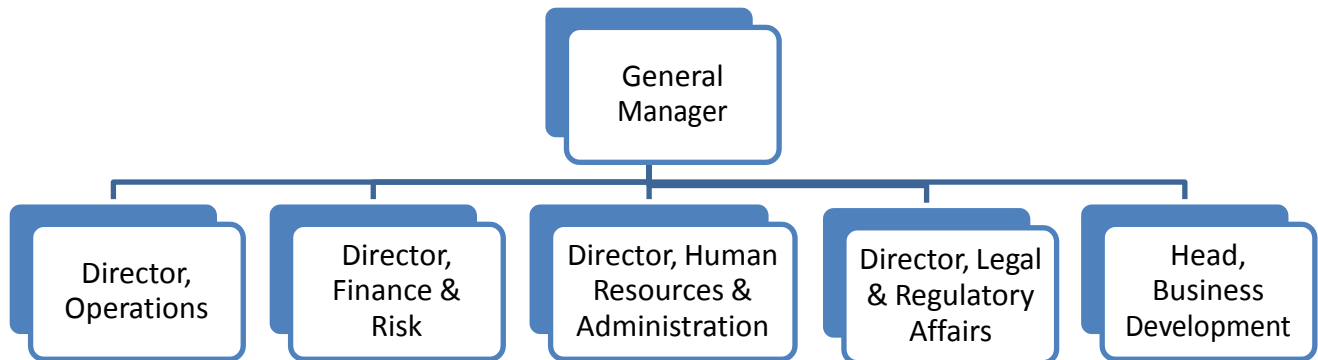 General
Manager
Director,
Operations
Director,
Finance &
Risk
Director, Human
Resources &
Administration
Director, Legal
& Regulatory
Affairs
Head,
Business
Development